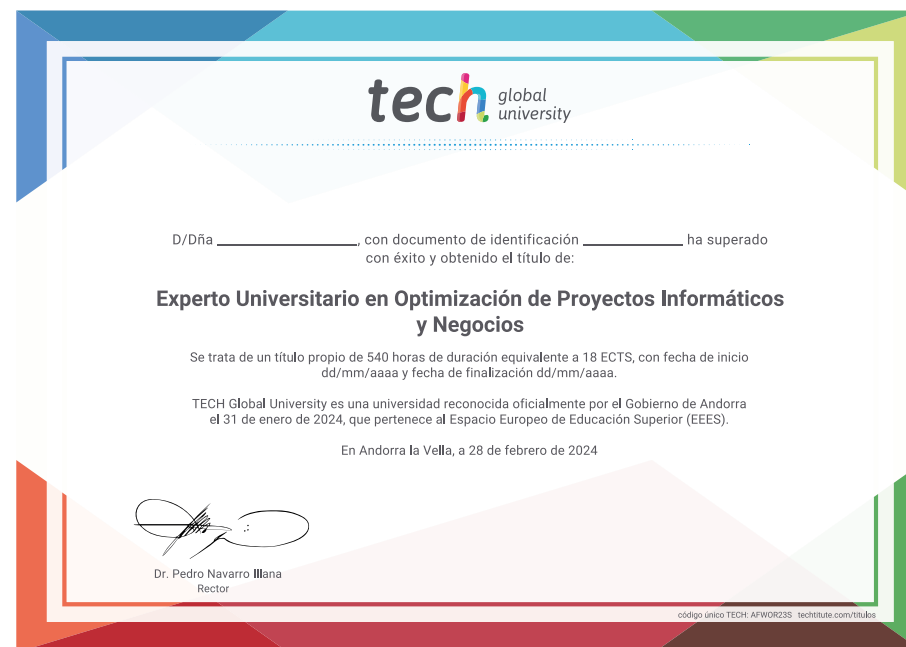 tech global university
D/Dña ____________________, con documento de identificación ______________ ha superado
con éxito y obtenido el título de:
Experto Universitario en Optimización de Proyectos Informáticos
y Negocios
Se trata de un título propio de 540 horas de duración equivalente a 18 ECTS, con fecha de inicio
dd/mm/aaaa y fecha de finalización dd/mm/aaaa.
TECH Global University es una universidad reconocida oficialmente por el Gobierno de Andorra
el 31 de enero de 2024, que pertenece al Espacio Europeo de Educación Superior (EEES).
En Andorra la Vella, a 28 de febrero de 2024
Dr. Pedro Navarro Illana
Rector
código único TECH: AFWOR23S techtitute.com/titulos